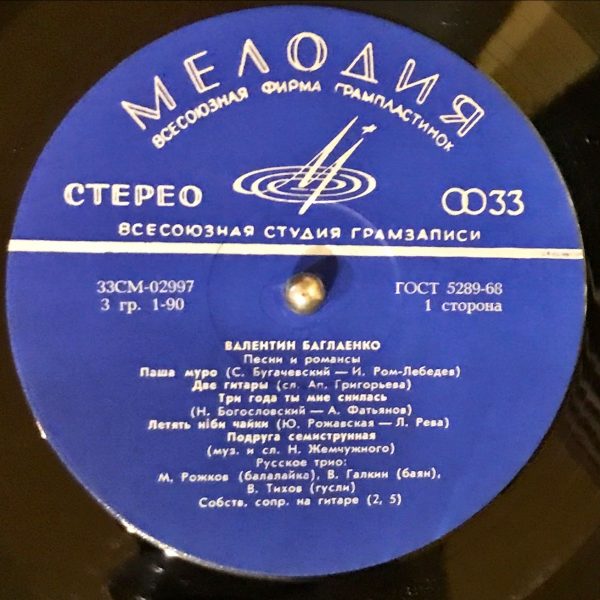 МЕЛОДИЯ
ВСЕСОЮЗНАЯ ФИРМА ГРАМПЛАСТИНОК
СТЕРЕО
33
ВСЕСОЮЗНАЯ СТУДИЯ ГРАМЗАПИСИ
33СМ-02997
ГОСТ 5289-68
3 гр. 1-90
1 сторона
ВАЛЕНТИН БАГЛАЕНКО
Песни и романсы
Паша муро (С. Бугачевский — И. Ром-Лебедев)
Две гитары (сл. Ап. Григорьева)
Три года ты мне снилась
(Н. Богословский — А. Фатьянов)
Летять ніби чайки (Ю. Рожавская — Л. Рева)
Подруга семиструнная
(муз. и сл. Н. Жемчужного)
Русское трио:
М. Рожков (балалайка), В. Галкин (баян),
В. Тихов (гусли)
Собств. сопр. на гитаре (2, 5)